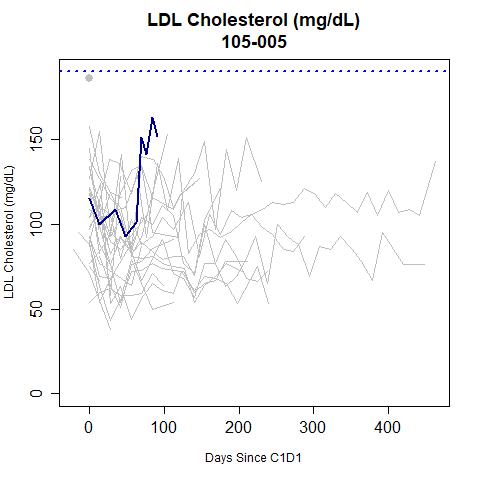 LDL Cholesterol (mg/dL)
105-005
LDL Cholesterol (mg/dL)
150
100
50
0
0 100 200 300 400
Days Since C1D1